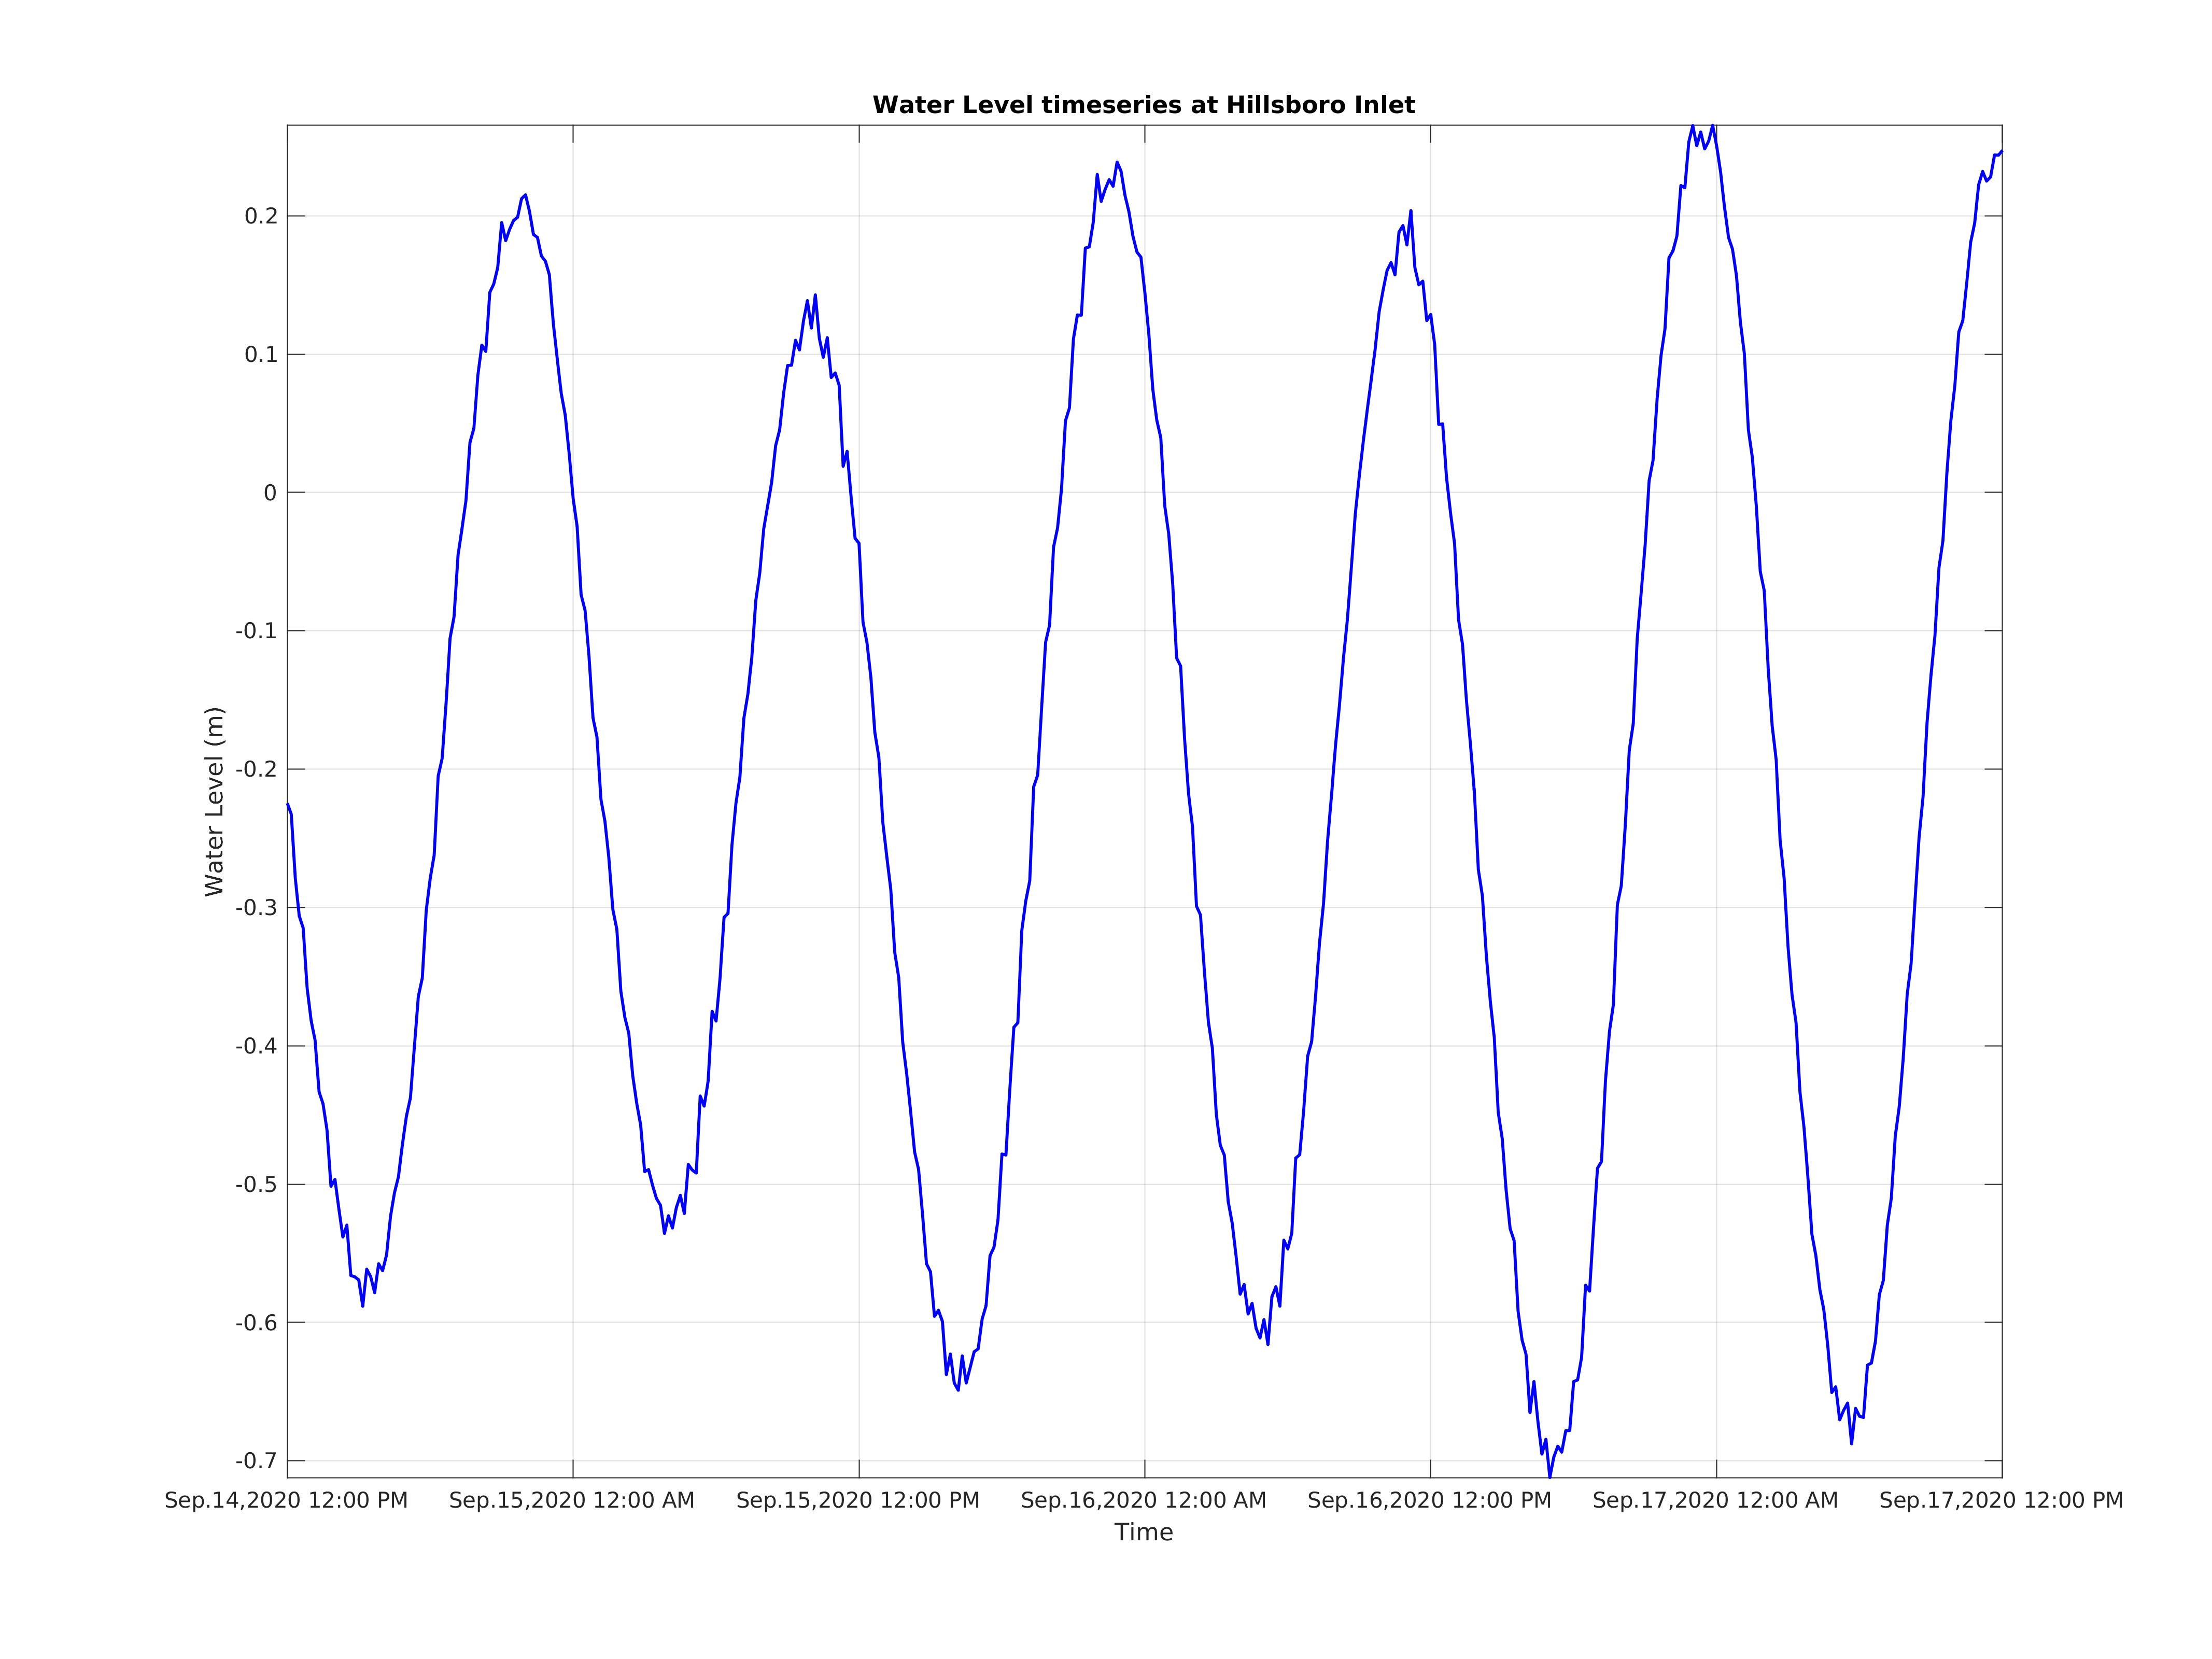 Water Level timeseries at Hillsboro Inlet
0.2
0.1
0
-0.1
-0.2
-0.3
-0.4
-0.5
-0.6
-0.7
Water Level (m)
Sep.14,2020 12:00 PM Sep.15,2020 12:00 AM Sep.15,2020 12:00 PM Sep.16,2020 12:00 AM Sep.16,2020 12:00 PM Sep.17,2020 12:00 AM Sep.17,2020 12:00 PM
Time